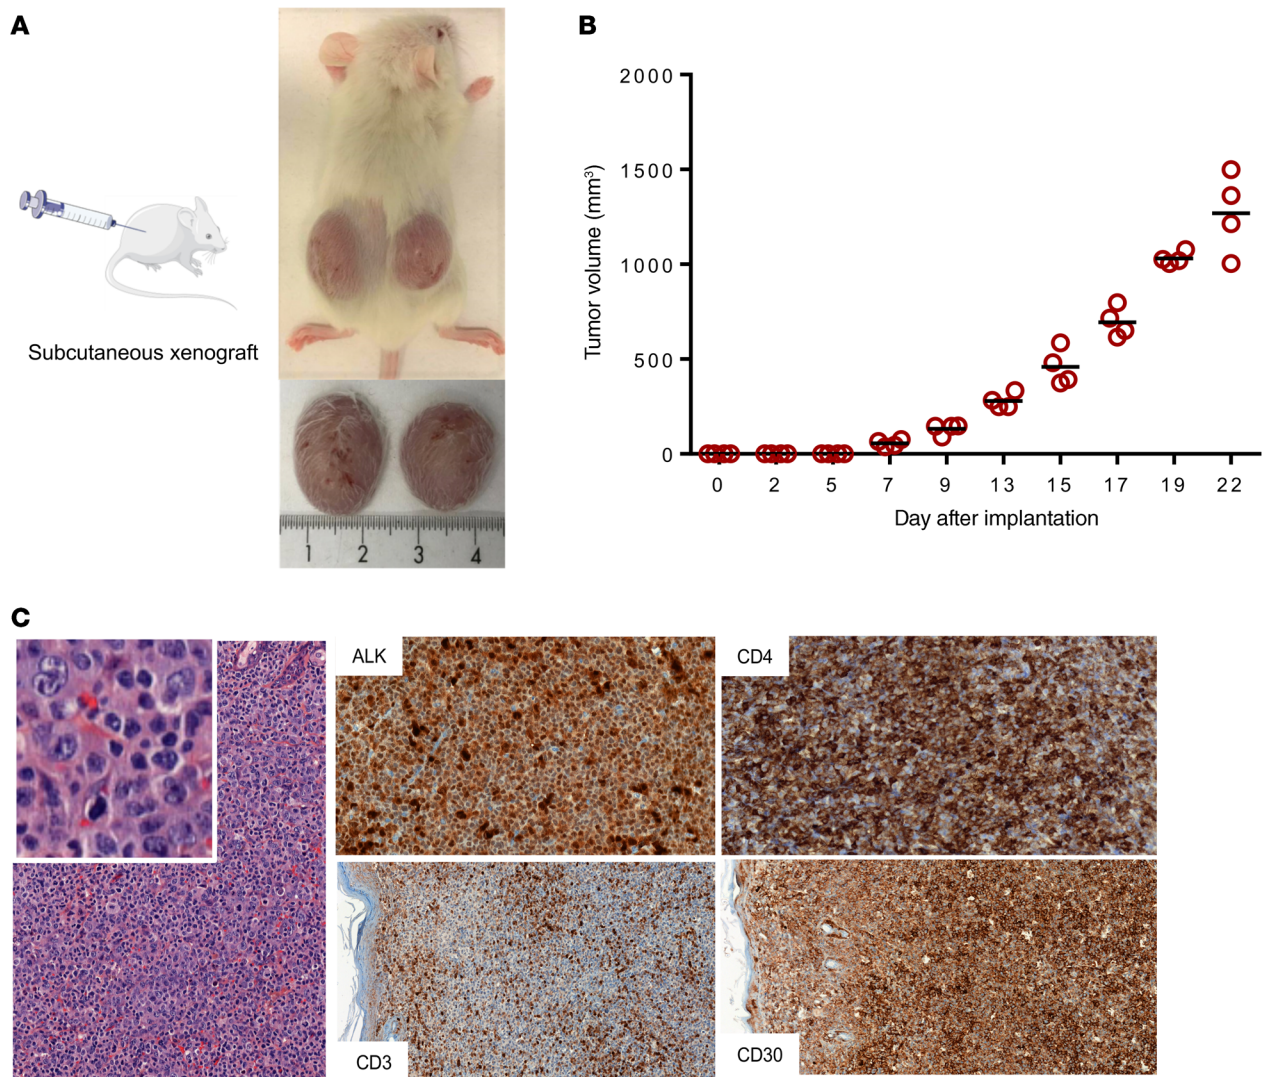 A
Subcutaneous xenograft
1 2 3 4
B
Tumor volume (mm³)
2000
1500
1000
500
0
0 2 5 7 9 13 15 17 19 22
Day after implantation
C
ALK
CD4
CD3
CD30